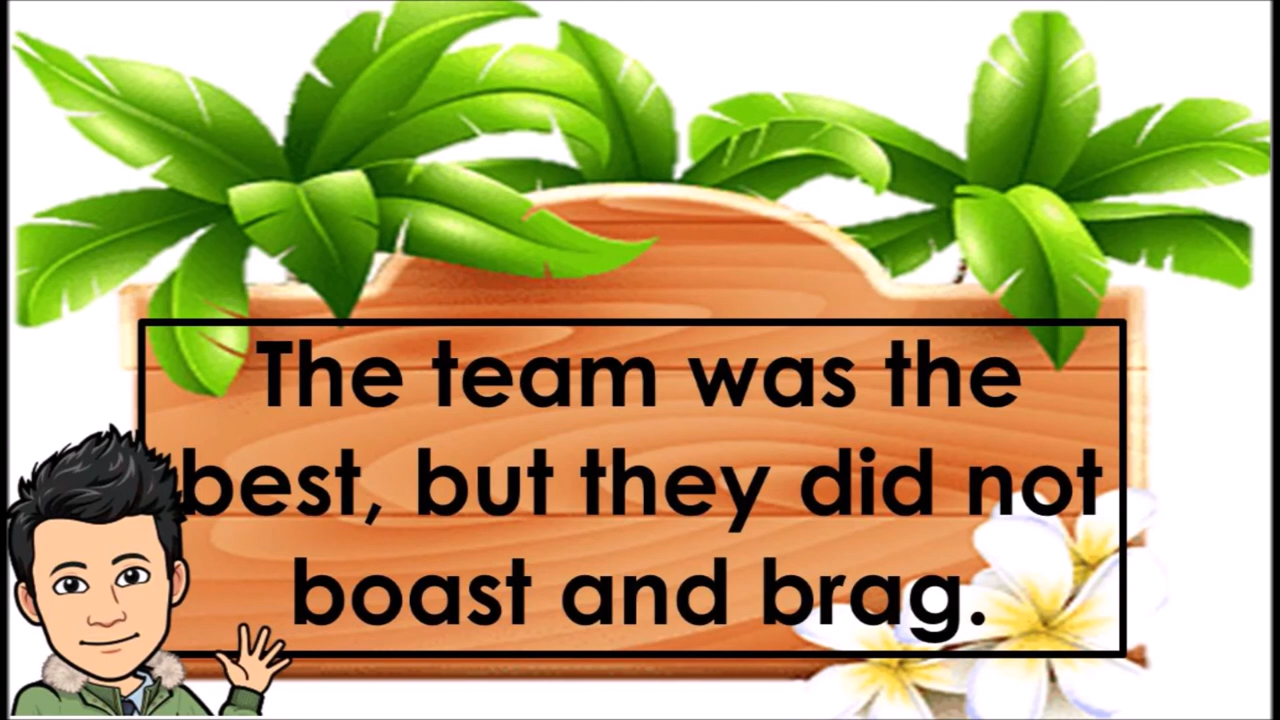 The team was the
best, but they did not
boast and brag.